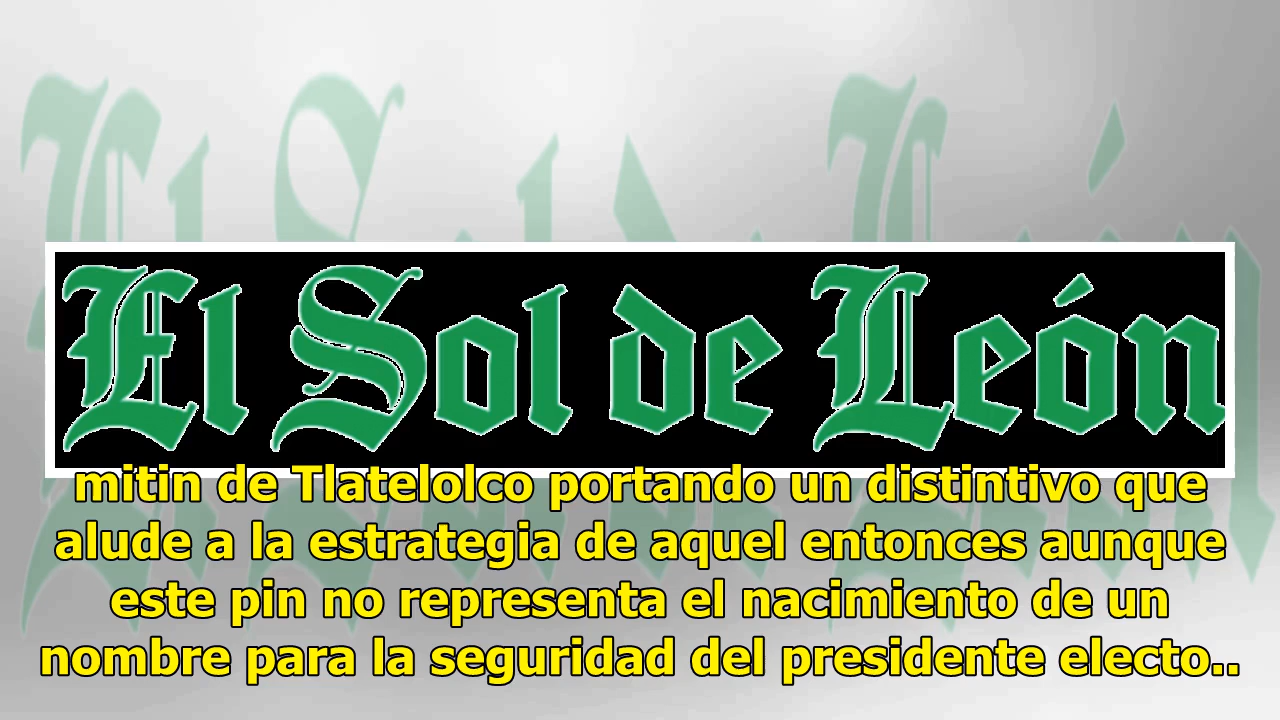 El Sol de León
mitin de Tlatelolco portando un distintivo que
alude a la estrategia de aquel entonces aunque
este pin no representa el nacimiento de un
nombre para la seguridad del presidente electo..